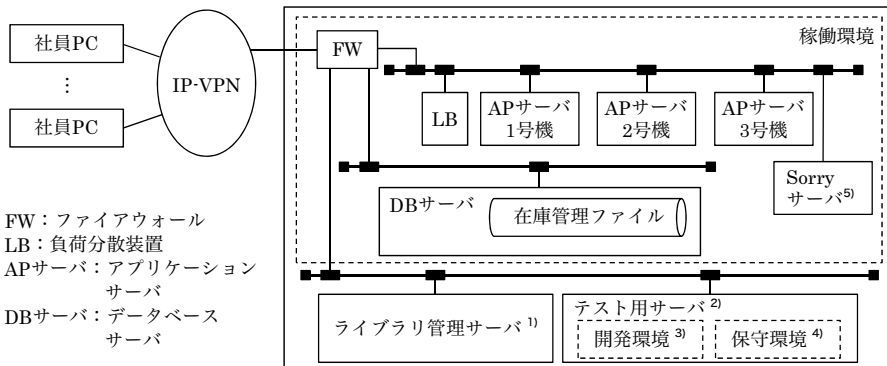 社員PC
⋮
社員PC
IP-VPN
FW
稼働環境
LB
APサーバ
1号機
APサーバ
2号機
APサーバ
3号機
Sorry
サーバ5)
DBサーバ
在庫管理ファイル
FW：ファイアウォール
LB：負荷分散装置
APサーバ：アプリケーション
サーバ
DBサーバ：データベース
サーバ
ライブラリ管理サーバ 1)
テスト用サーバ 2)
開発環境 3)
保守環境 4)